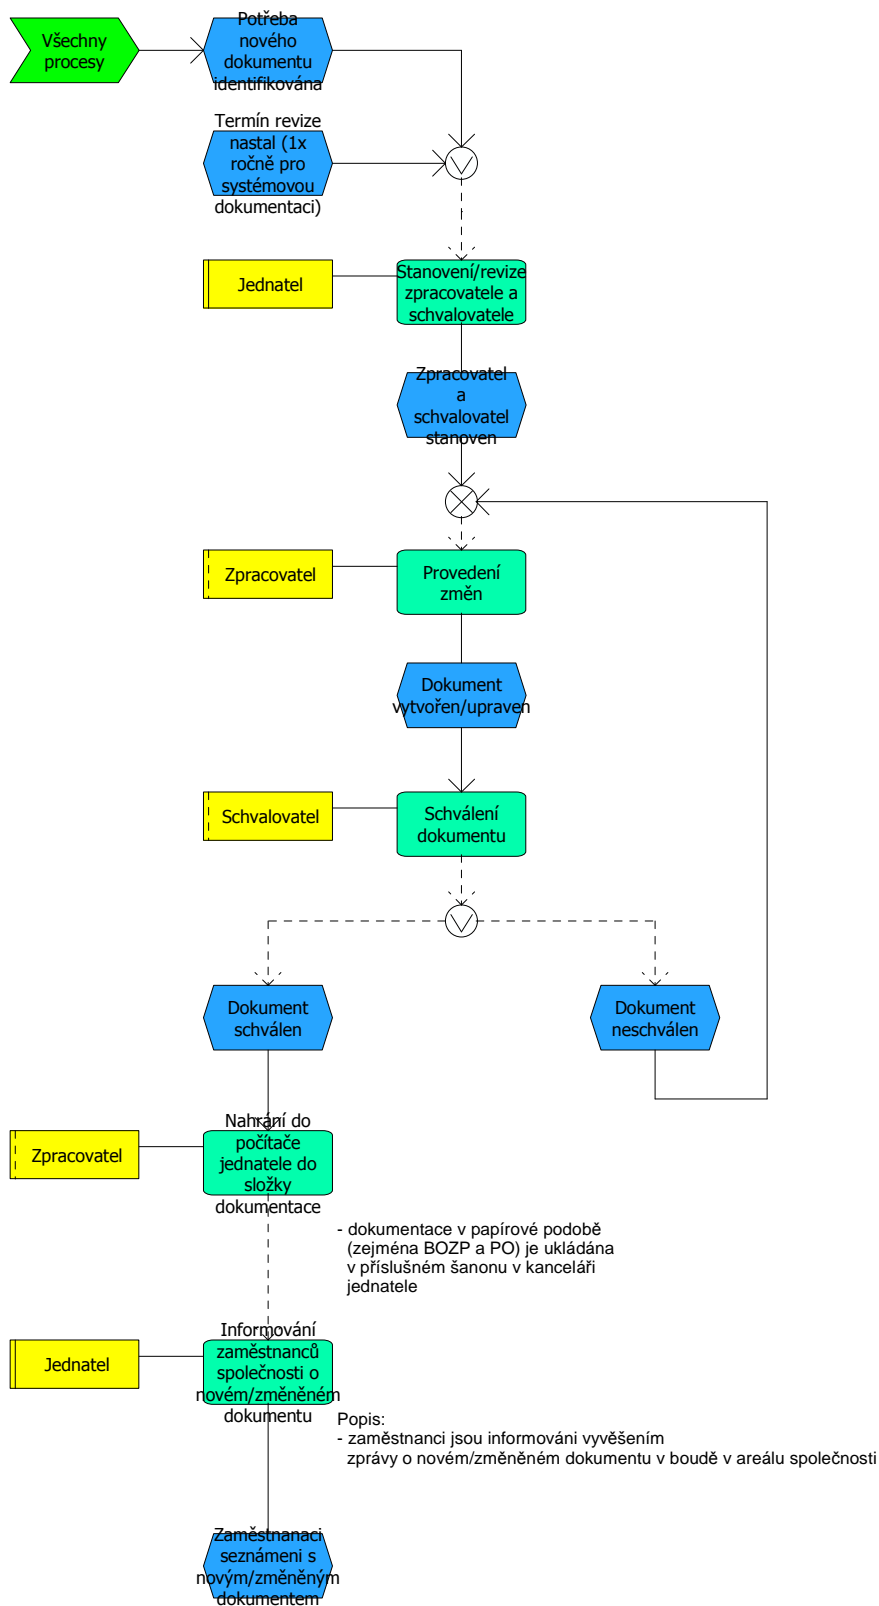 Všechny
procesy
Potřeba
nového
dokumentu
identifikována
Termín revize
nastal (1x
ročně pro
systémovou
dokumentaci)
Jednatel
Stanovení/revize
zpracovatele a
schvalovatele
Zpracovatel
a
schvalovatel
stanoven
Zpracovatel
Provedení
změn
Dokument
vytvořen/upraven
Schvalovatel
Schválení
dokumentu
Dokument
schválen
Dokument
neschválen
Zpracovatel
Nahrání do
počítače
jednatele do
složky
dokumentace
- dokumentace v papírové podobě
(zejména BOZP a PO) je ukládána
v příslušném šanonu v kanceláři
jednatele
Jednatel
Informování
zaměstnanců
společnosti o
novém/změněném
dokumentu
Popis:
- zaměstnanci jsou informováni vyvěšením
zprávy o novém/změněném dokumentu v boudě v areálu společnosti
Zaměstnanaci
seznámeni s
novým/změněným
dokumentem